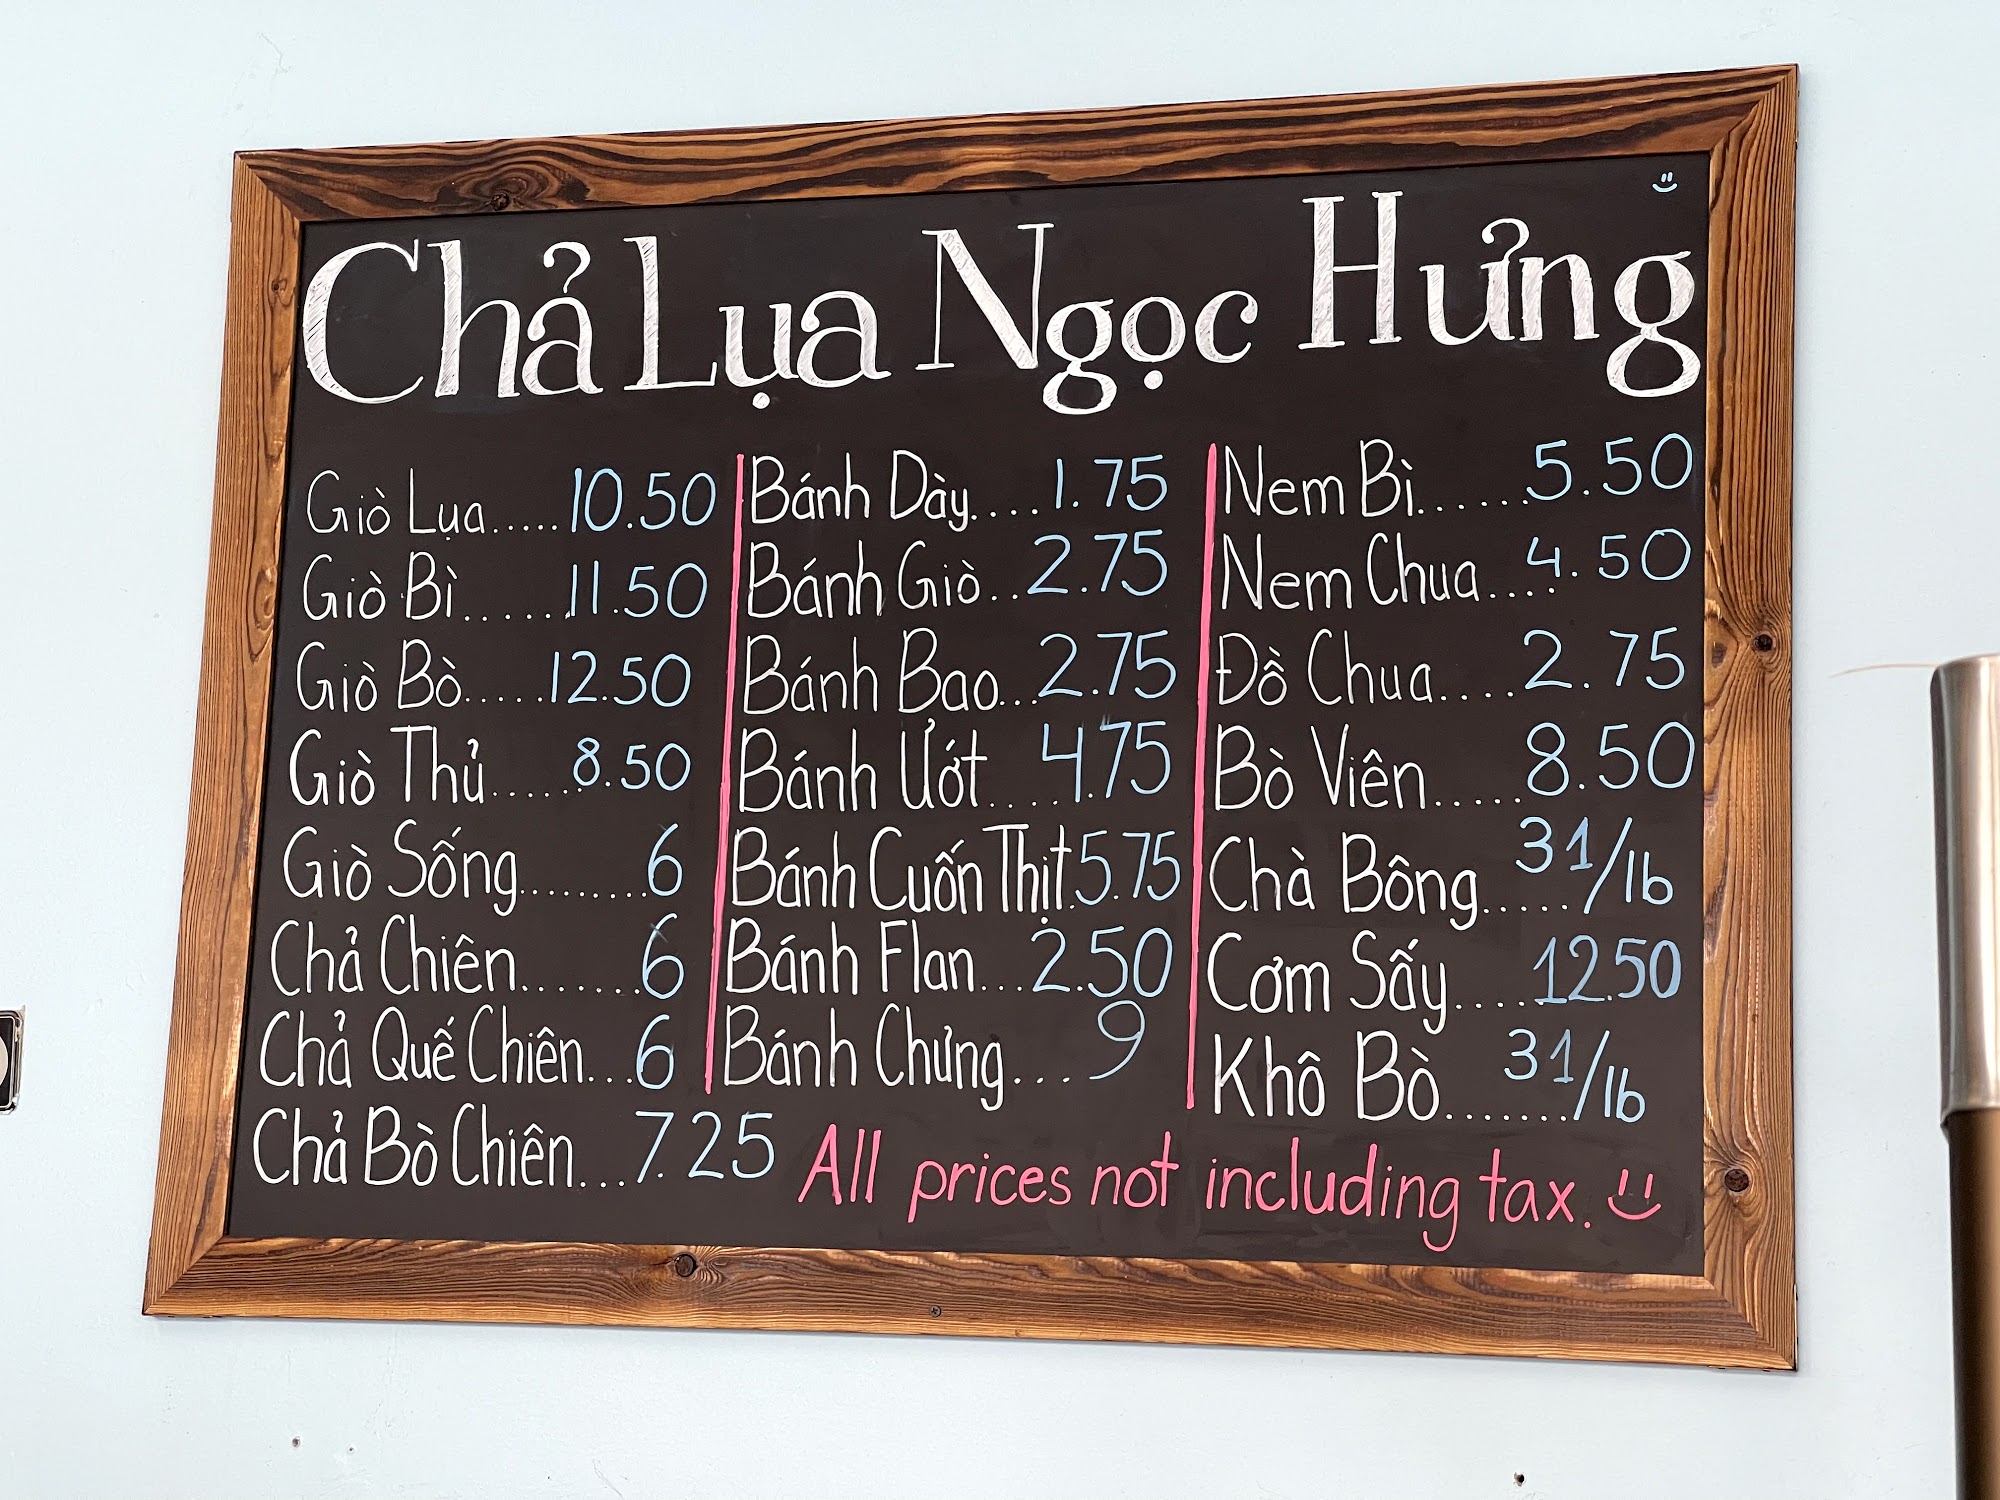 Chả Lụa Ngọc Hưng
Giò Lụa.....10.50
Giò Bì......11.50
Giò Bò.....12.50
Giò Thủ......8.50
Giò Sống.........6
Chả Chiên........6
Chả Quế Chiên...6
Chả Bò Chiên...7.25
Bánh Dày....1.75
Bánh Giò..2.75
Bánh Bao...2.75
Bánh Ướt....4.75
Bánh Cuốn Thịt.5.75
Bánh Flan...2.50
Bánh Chưng...9
Nem Bì......5.50
Nem Chua....4.50
Đồ Chua....2.75
Bò Viên.....8.50
Chà Bông.....31/lb
Cơm Sấy....12.50
Khô Bò.......31/lb
All prices not including tax.